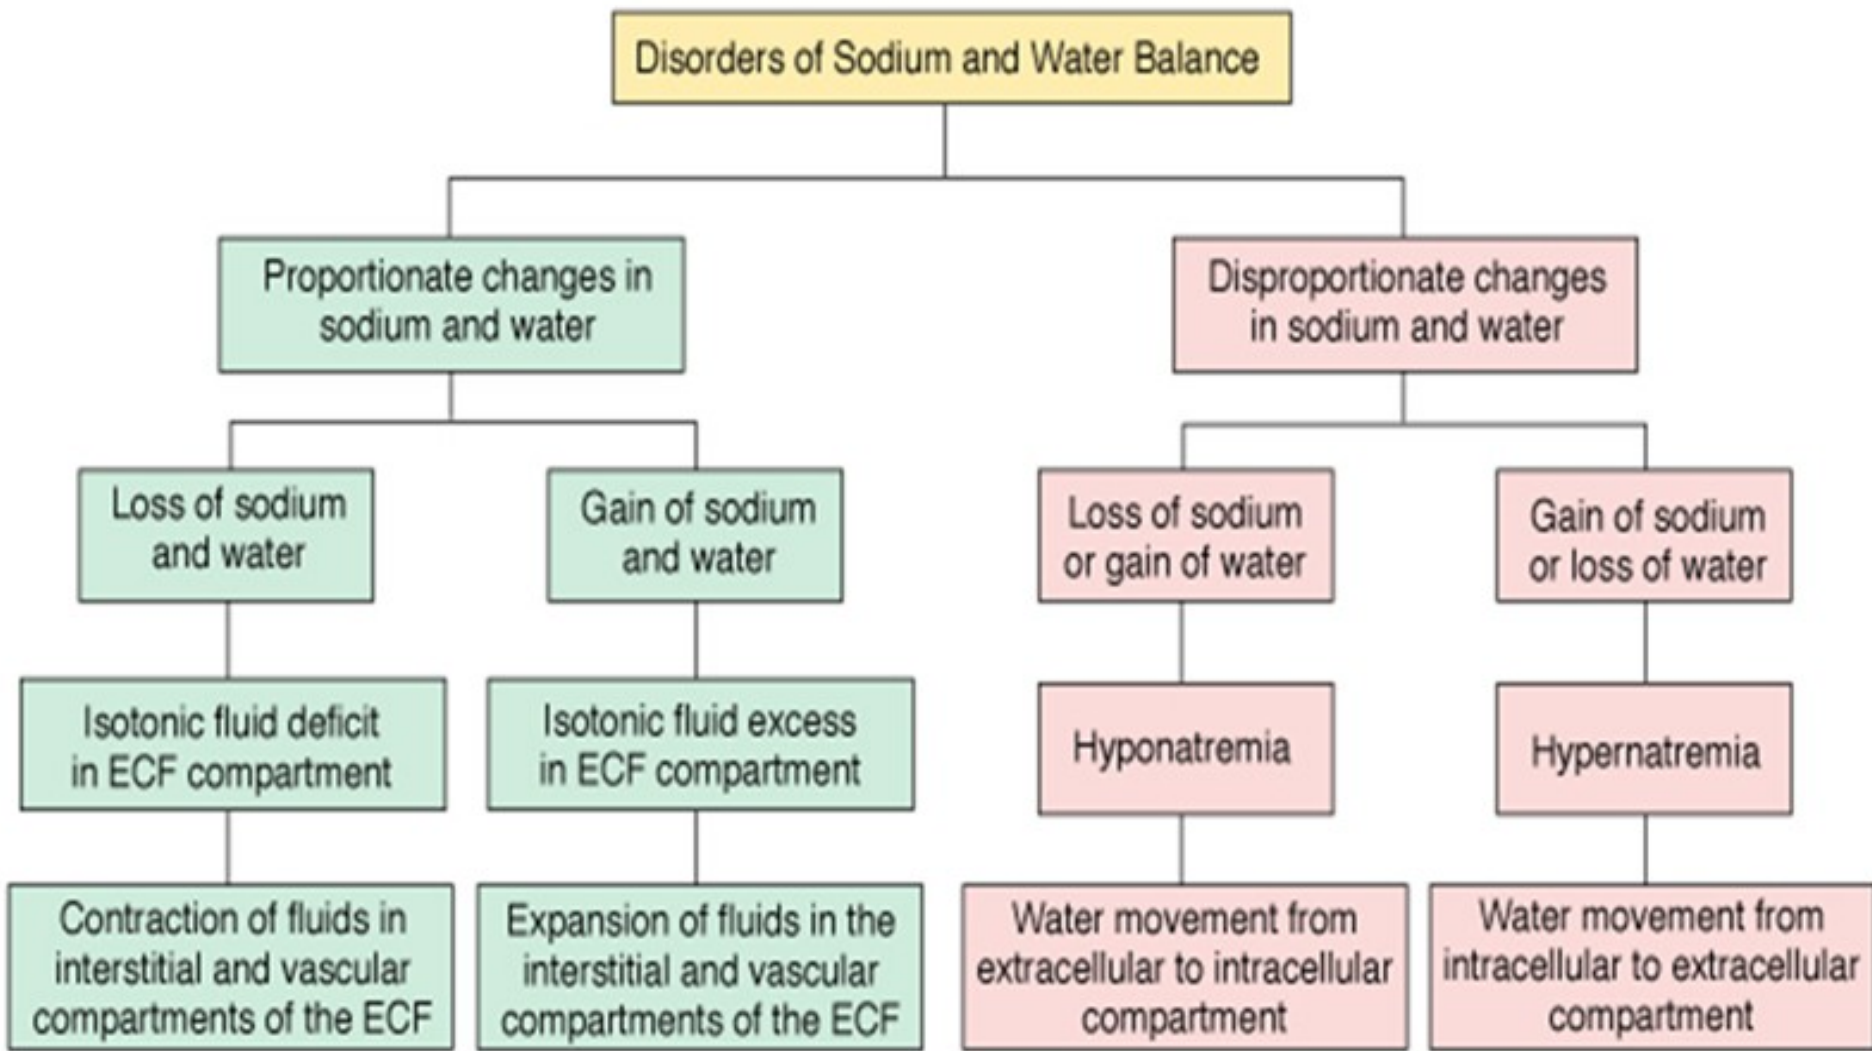 Disorders of Sodium and Water Balance
Proportionate changes in
sodium and water
Disproportionate changes
in sodium and water
Loss of sodium
and water
Gain of sodium
and water
Loss of sodium
or gain of water
Gain of sodium
or loss of water
Isotonic fluid deficit
in ECF compartment
Isotonic fluid excess
in ECF compartment
Hyponatremia
Hypernatremia
Contraction of fluids in
interstitial and vascular
compartments of the ECF
Expansion of fluids in the
interstitial and vascular
compartments of the ECF
Water movement from
extracellular to intracellular
compartment
Water movement from
intracellular to extracellular
compartment